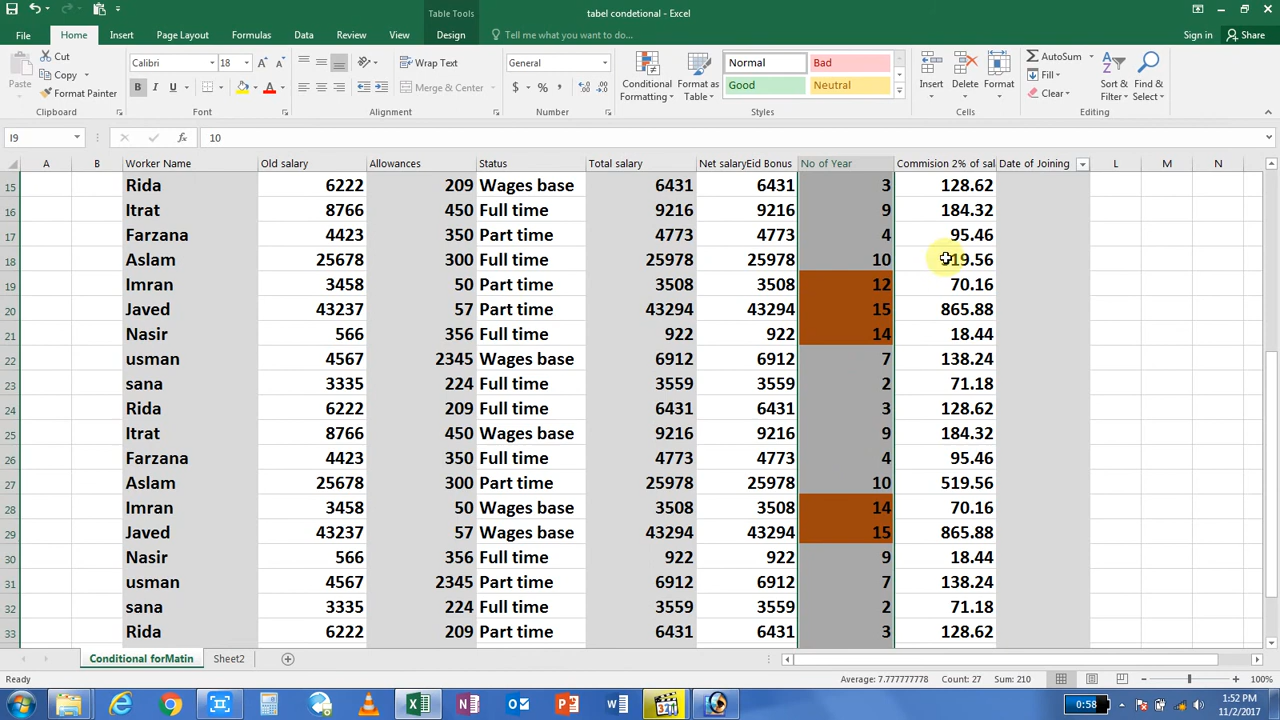 Table Tools
tabel condetional - Excel
File Home Insert Page Layout Formulas Data Review View Design Tell me what you want to do... Sign in Share
Paste Cut Copy Format Painter Clipboard
Calibri 10 B I U A Font
Wrap Text Merge & Center Alignment
General $ % , Number
Conditional Formatting Format as Table Normal Bad Good Neutral Styles
Insert Delete Format Cells
AutoSum Fill Clear Sort & Filter Find & Select Editing
I9 fx 10
A B Worker Name Old salary Allowances Status Total salary Net salaryEid Bonus No of Year Commision 2% of sal Date of Joining L M N
15 Rida 6222 209 Wages base 6431 6431 3 128.62
16 Itrat 8766 450 Full time 9216 9216 9 184.32
17 Farzana 4423 350 Part time 4773 4773 4 95.46
18 Aslam 25678 300 Full time 25978 25978 10 19.56
19 Imran 3458 50 Part time 3508 3508 12 70.16
20 Javed 43237 57 Part time 43294 43294 15 865.88
21 Nasir 566 356 Full time 922 922 14 18.44
22 usman 4567 2345 Wages base 6912 6912 7 138.24
23 sana 3335 224 Full time 3559 3559 2 71.18
24 Rida 6222 209 Full time 6431 6431 3 128.62
25 Itrat 8766 450 Wages base 9216 9216 9 184.32
26 Farzana 4423 350 Full time 4773 4773 4 95.46
27 Aslam 25678 300 Part time 25978 25978 10 519.56
28 Imran 3458 50 Wages base 3508 3508 14 70.16
29 Javed 43237 57 Wages base 43294 43294 15 865.88
30 Nasir 566 356 Full time 922 922 9 18.44
31 usman 4567 2345 Part time 6912 6912 7 138.24
32 sana 3335 224 Full time 3559 3559 2 71.18
33 Rida 6222 209 Part time 6431 6431 3 128.62
Conditional forMatin Sheet2
Ready Average: 7.777777778 Count: 27 Sum: 210 100%
0:58 1:52 PM
11/2/2017